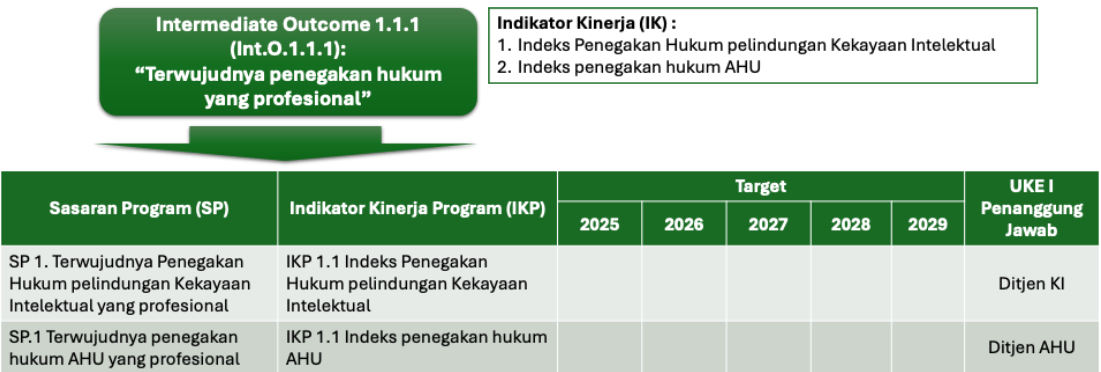 Intermediate Outcome 1.1.1
(Int.O.1.1.1):
“Terwujudnya penegakan hukum
yang profesional”
Indikator Kinerja (IK) :
1. Indeks Penegakan Hukum pelindungan Kekayaan Intelektual
2. Indeks penegakan hukum AHU
Sasaran Program (SP)
Indikator Kinerja Program (IKP)
Target
2025 2026 2027 2028 2029
UKE I
Penanggung
Jawab
SP 1. Terwujudnya Penegakan
Hukum pelindungan Kekayaan
Intelektual yang profesional
IKP 1.1 Indeks Penegakan
Hukum pelindungan Kekayaan
Intelektual
Ditjen KI
SP.1 Terwujudnya penegakan
hukum AHU yang profesional
IKP 1.1 Indeks penegakan hukum
AHU
Ditjen AHU